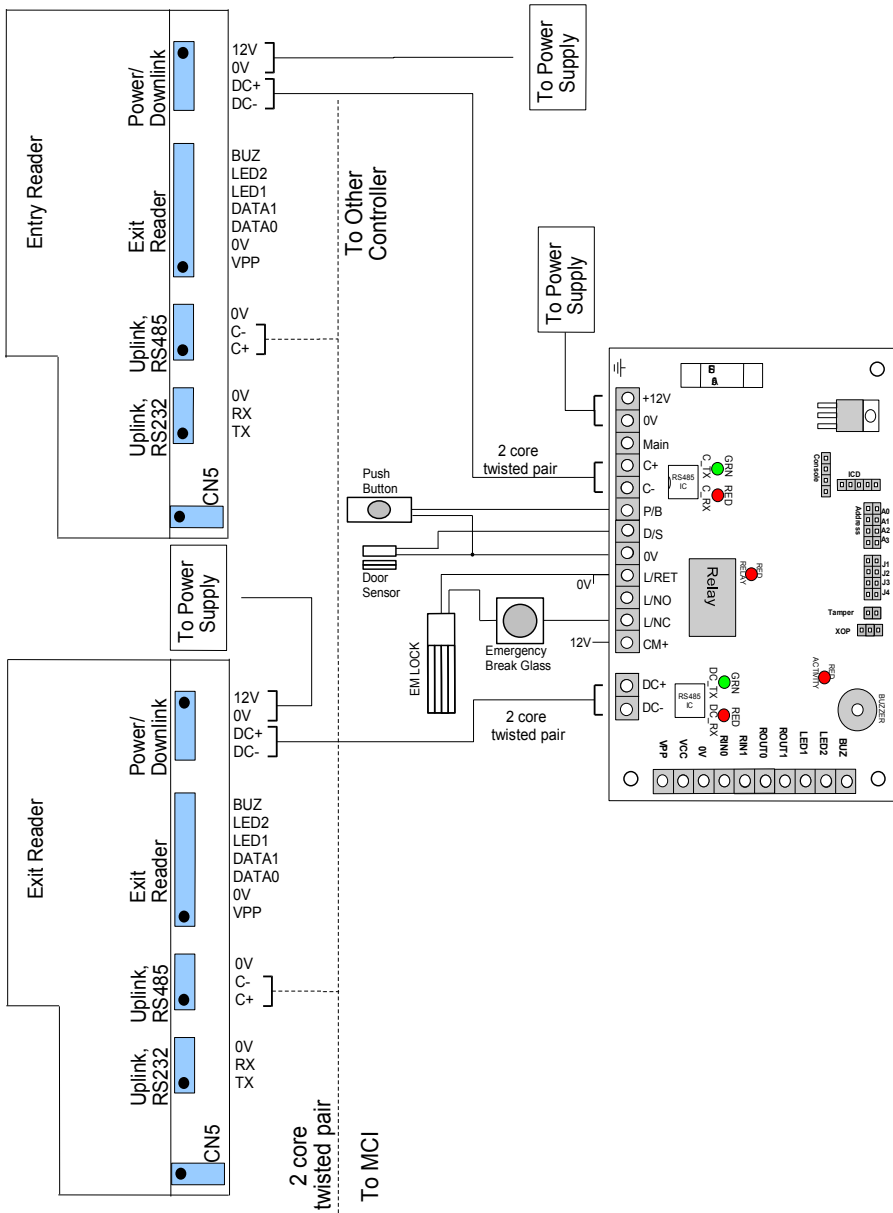 Entry Reader
Power/
Downlink
12V
0V
DC+
DC-
Exit
Reader
BUZ
LED2
LED1
DATA1
DATA0
0V
VPP
Uplink,
RS485
0V
C-
C+
Uplink,
RS232
0V
RX
TX
CN5
To Power
Supply
To Other
Controller
To Power
Supply
Exit Reader
Power/
Downlink
12V
0V
DC+
DC-
Exit
Reader
BUZ
LED2
LED1
DATA1
DATA0
0V
VPP
Uplink,
RS485
0V
C-
C+
Uplink,
RS232
0V
RX
TX
CN5
To Power
Supply
2 core
twisted pair
To MCI
2 core
twisted pair
2 core
twisted pair
Push
Button
Door
Sensor
EM LOCK
Emergency
Break Glass
0V
12V
+12V
0V
Main
C+
C-
P/B
D/S
0V
L/RET
L/NO
L/NC
CM+
DC+
DC-
RS485
IC
GRN
C_TX
RED
C_RX
Relay
RED
RELAY
RS485
IC
GRN
DC_TX
RED
DC_RX
RED
ACTIVITY
BUZZER
Console
ICD
Address
A0
A1
A2
A3
J1
J2
J3
J4
Tamper
XOP
VPP
VCC
0V
RIN0
RIN1
ROUT0
ROUT1
LED1
LED2
BUZ